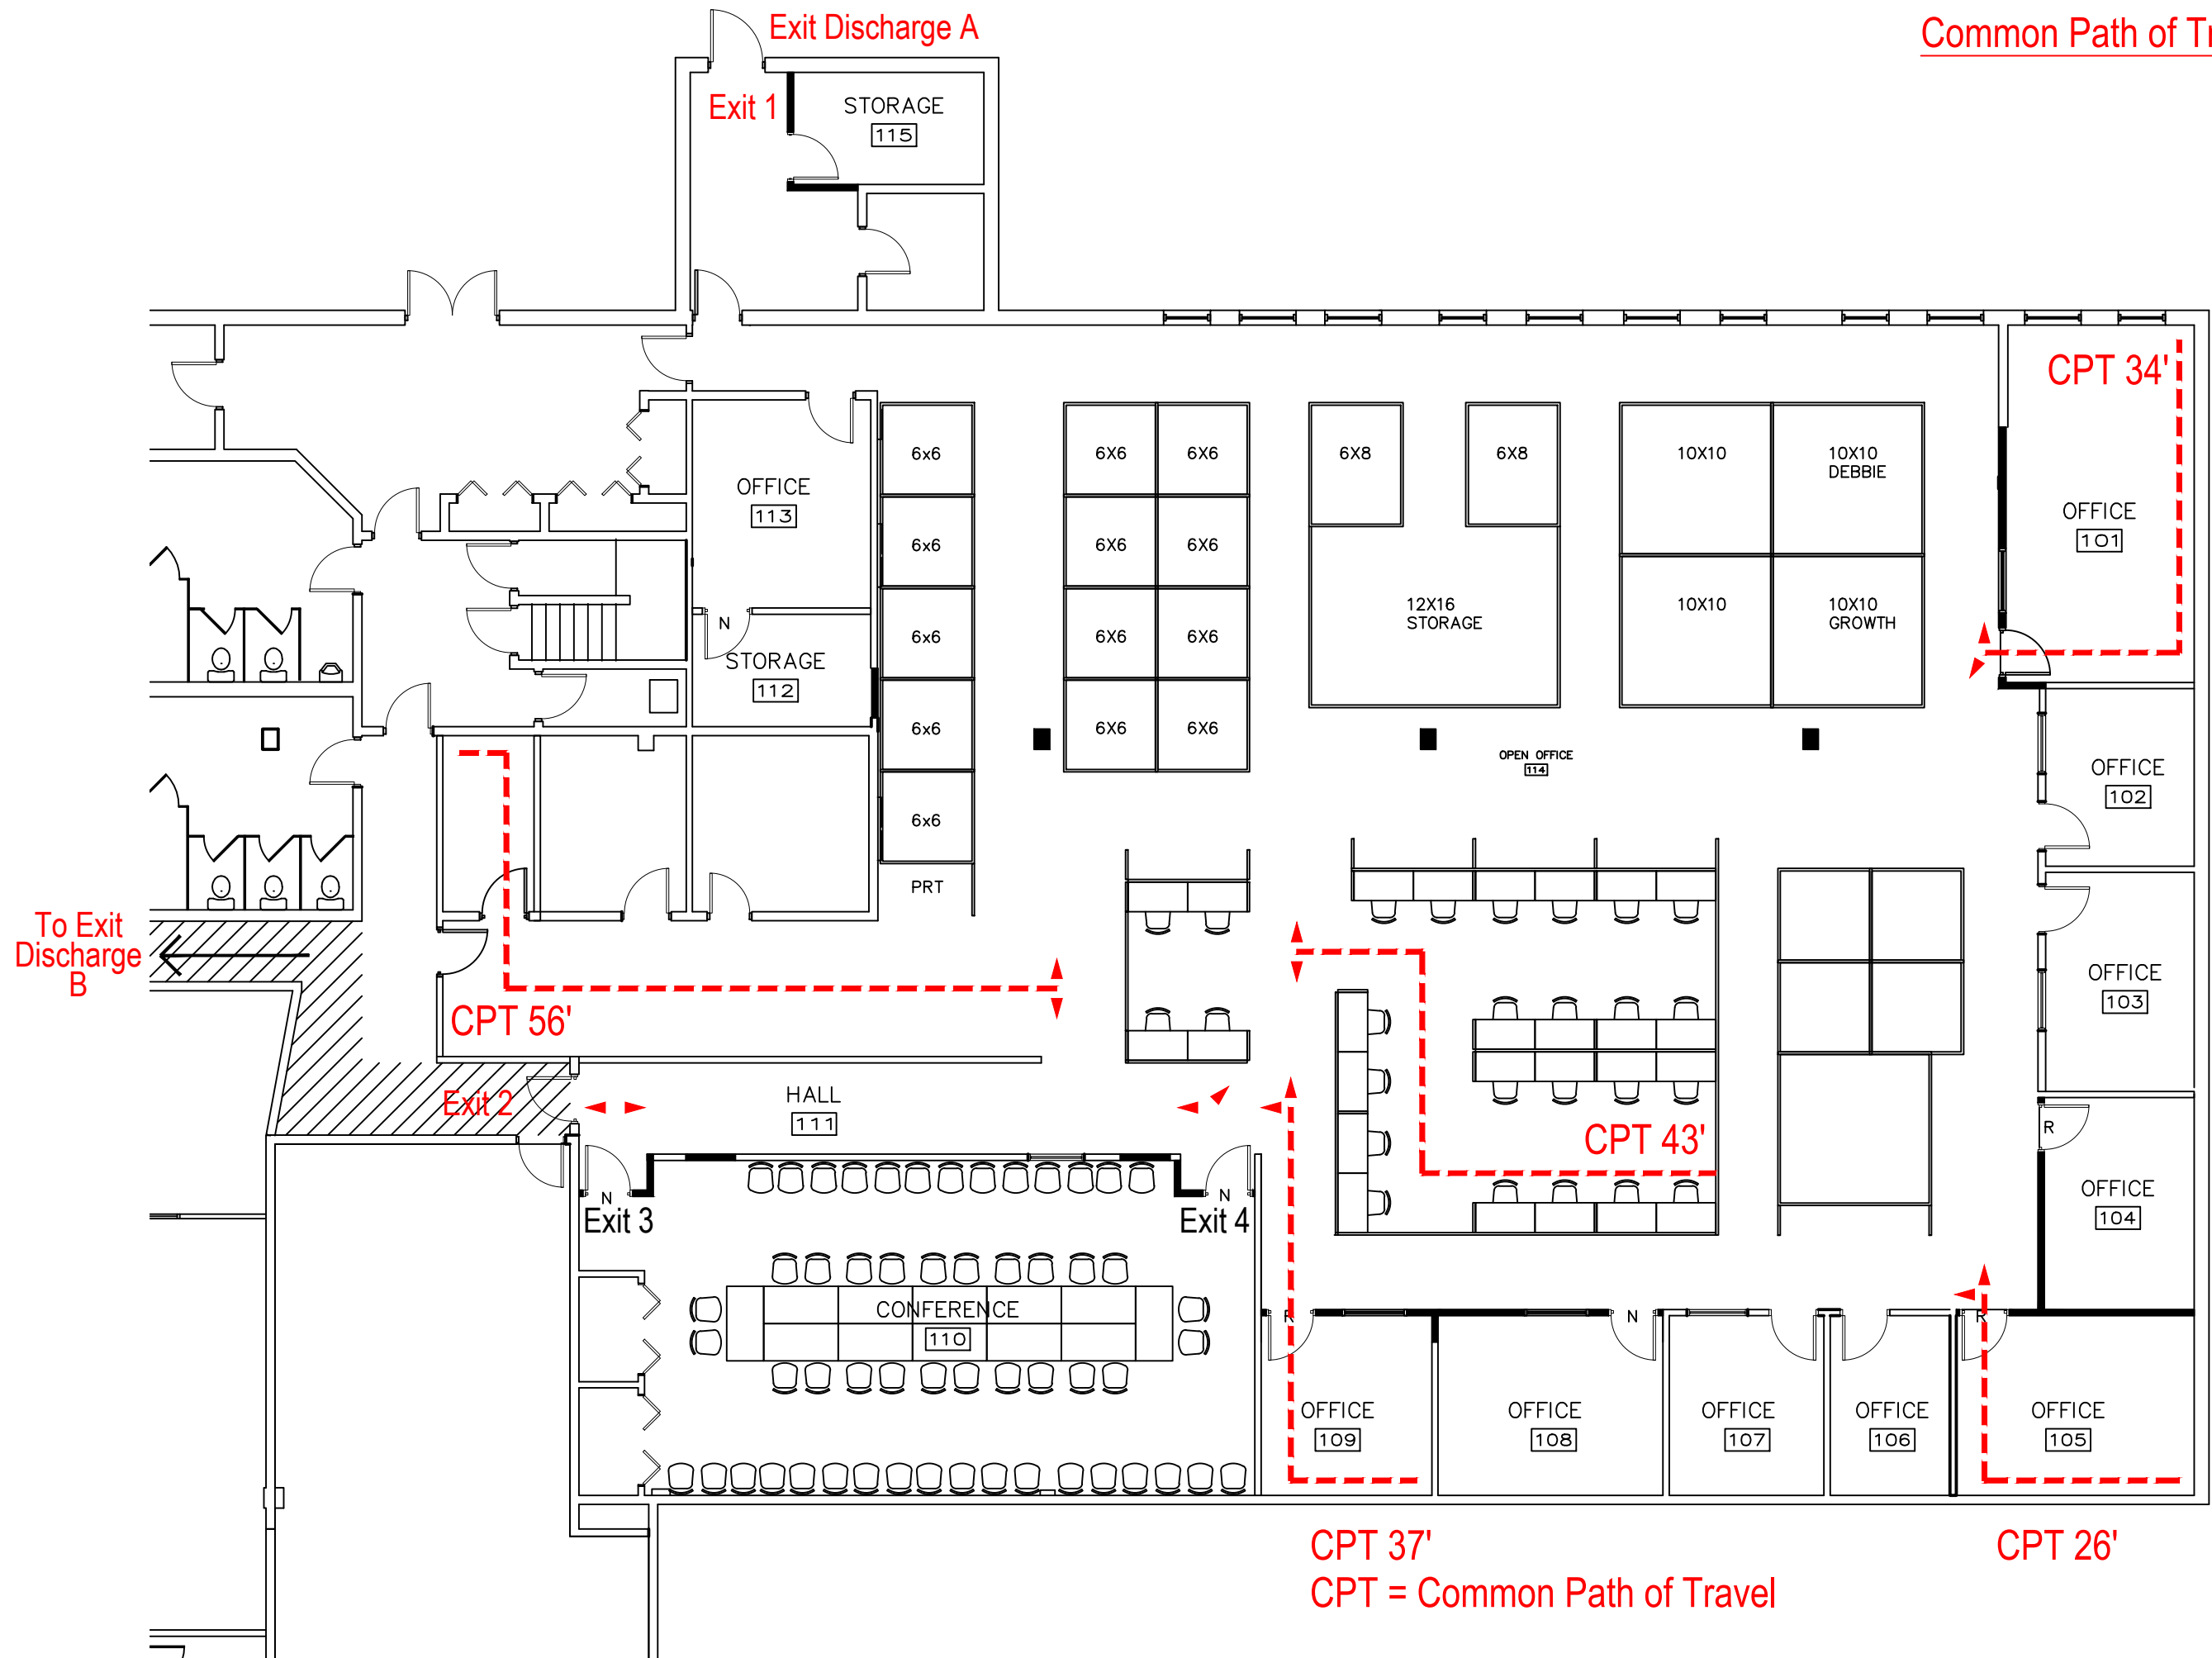 Exit Discharge A
Common Path of Tr
Exit 1
STORAGE
115
CPT 34'
6x6
6X6
6X6
6X8
6X8
10X10
10X10
DEBBIE
OFFICE
113
OFFICE
101
6x6
6X6
6X6
12X16
STORAGE
10X10
10X10
GROWTH
N
6x6
6X6
6X6
STORAGE
112
6x6
6X6
6X6
OPEN OFFICE
114
OFFICE
102
6x6
PRT
To Exit
Discharge
B
OFFICE
103
CPT 56'
Exit 2
HALL
111
CPT 43'
R
N
Exit 3
N
Exit 4
OFFICE
104
CONFERENCE
110
R
N
R
OFFICE
109
OFFICE
108
OFFICE
107
OFFICE
106
OFFICE
105
CPT 37'
CPT 26'
CPT = Common Path of Travel